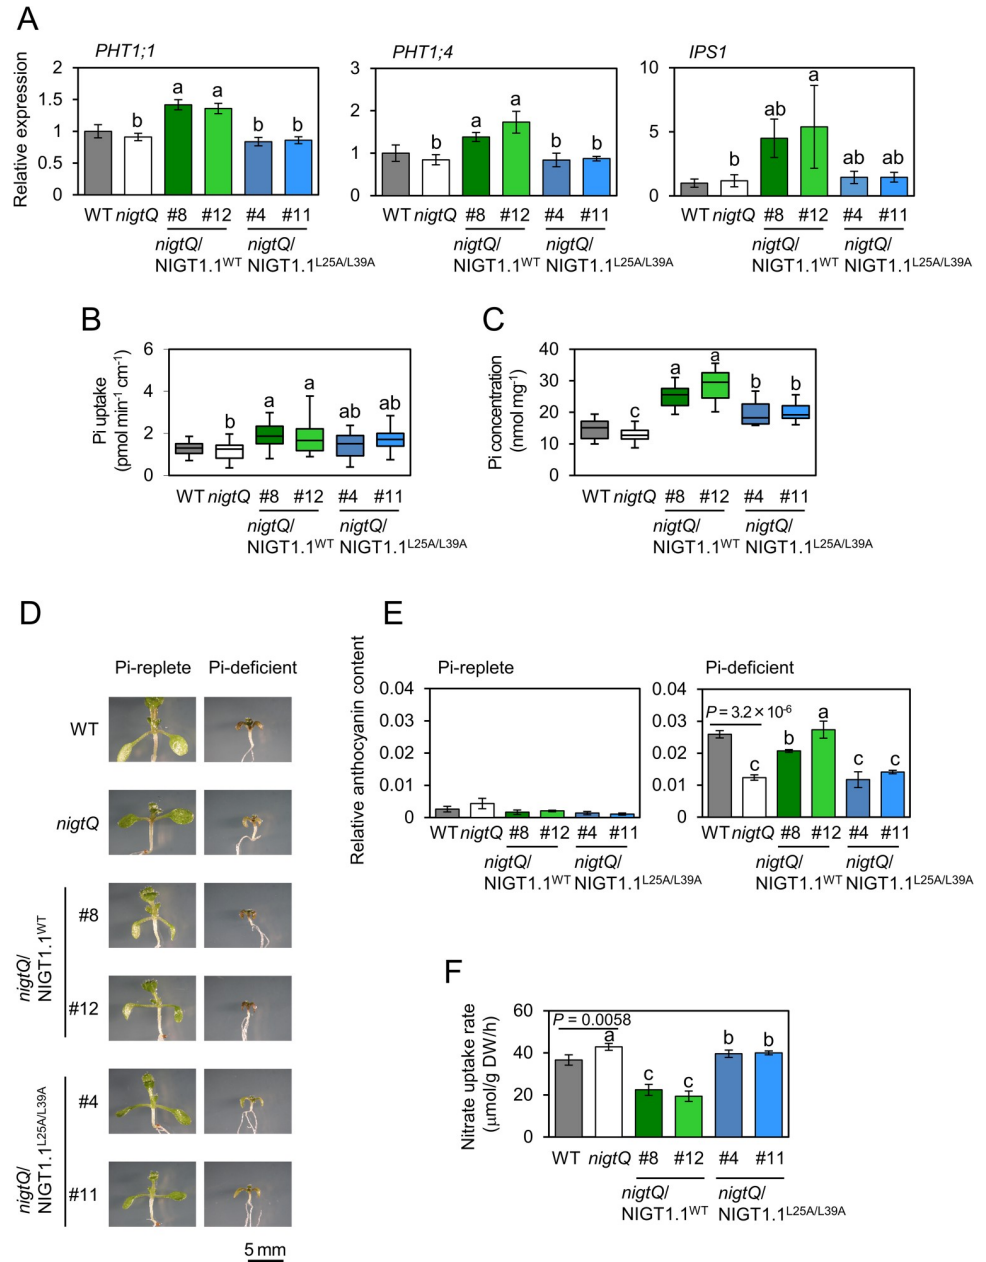 A
PHT1;1
PHT1;4
IPS1
Relative expression
2
1.5
1
0.5
0
b
a
a
b
b
3
2
1
0
b
a
a
b
b
10
5
0
b
ab
a
ab
ab
WT nigtQ #8 #12 #4 #11
nigtQ/ nigtQ/
NIGT1.1WT NIGT1.1L25A/L39A
WT nigtQ #8 #12 #4 #11
nigtQ/ nigtQ/
NIGT1.1WT NIGT1.1L25A/L39A
WT nigtQ #8 #12 #4 #11
nigtQ/ nigtQ/
NIGT1.1WT NIGT1.1L25A/L39A
B
Pi uptake
(pmol min-1 cm-1)
6
4
2
0
b
a
a
ab
ab
WT nigtQ #8 #12 #4 #11
nigtQ/ nigtQ/
NIGT1.1WT NIGT1.1L25A/L39A
C
Pi concentration
(nmol mg-1)
40
30
20
10
0
c
a
a
b
b
WT nigtQ #8 #12 #4 #11
nigtQ/ nigtQ/
NIGT1.1WT NIGT1.1L25A/L39A
D
Pi-replete Pi-deficient
WT
nigtQ
nigtQ/
NIGT1.1WT
#8
#12
nigtQ/
NIGT1.1L25A/L39A
#4
#11
5 mm
E
Relative anthocyanin content
Pi-replete
0.04
0.03
0.02
0.01
0
WT nigtQ #8 #12 #4 #11
nigtQ/ nigtQ/
NIGT1.1WT NIGT1.1L25A/L39A
Pi-deficient
0.04
0.03
0.02
0.01
0
P = 3.2 × 10-6
c
b
a
c
c
WT nigtQ #8 #12 #4 #11
nigtQ/ nigtQ/
NIGT1.1WT NIGT1.1L25A/L39A
F
Nitrate uptake rate
(μmol/g DW/h)
60
40
20
0
P = 0.0058
a
c
c
b
b
WT nigtQ #8 #12 #4 #11
nigtQ/ nigtQ/
NIGT1.1WT NIGT1.1L25A/L39A